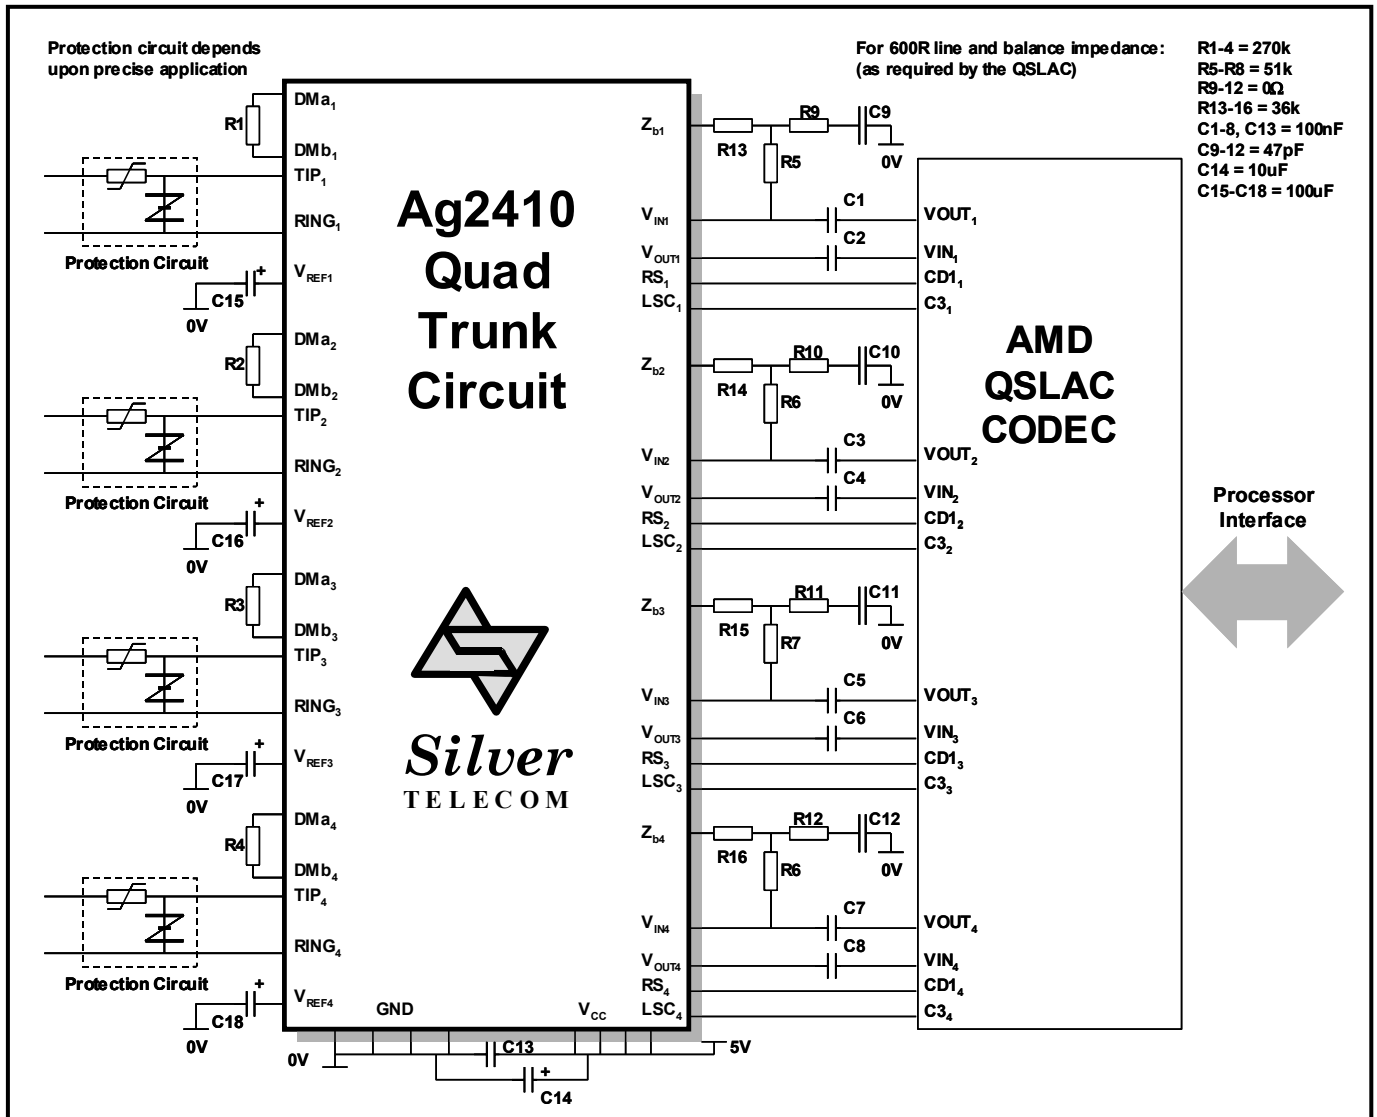 Protection circuit depends
upon precise application
For 600R line and balance impedance:
(as required by the QSLAC)
R1-4 = 270k
R5-R8 = 51k
R9-12 = 0Ω
R13-16 = 36k
C1-8, C13 = 100nF
C9-12 = 47pF
C14 = 10uF
C15-C18 = 100uF
Ag2410
Quad
Trunk
Circuit
Silver
TELECOM
AMD
QSLAC
CODEC
Processor
Interface
R1
DMa1
DMb1
TIP1
RING1
Protection Circuit
VREF1
+
C15
0V
R2
DMa2
DMb2
TIP2
RING2
Protection Circuit
VREF2
+
C16
0V
R3
DMa3
DMb3
TIP3
RING3
Protection Circuit
VREF3
+
C17
0V
R4
DMa4
DMb4
TIP4
RING4
Protection Circuit
VREF4
+
C18
0V
Zb1
R13
R9
C9
0V
R5
VIN1
C1
VOUT1
VOUT1
C2
VIN1
RS1
CD11
LSC1
C31
Zb2
R14
R10
C10
0V
R6
VIN2
C3
VOUT2
VOUT2
C4
VIN2
RS2
CD12
LSC2
C32
Zb3
R15
R11
C11
0V
R7
VIN3
C5
VOUT3
VOUT3
C6
VIN3
RS3
CD13
LSC3
C33
Zb4
R16
R12
C12
0V
R6
VIN4
C7
VOUT4
VOUT4
C8
VIN4
RS4
CD14
LSC4
C34
GND
VCC
0V
C13
5V
+
C14